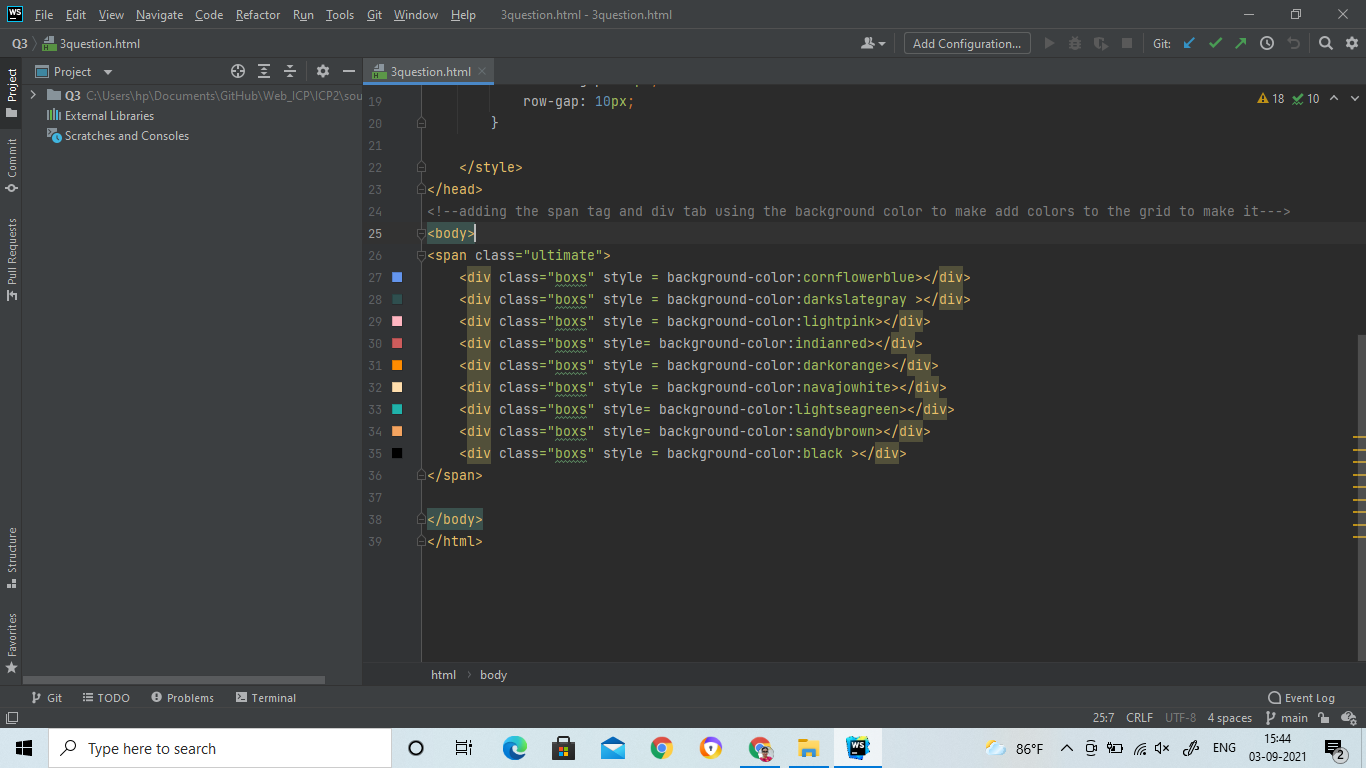 WS File Edit View Navigate Code Refactor Run Tools Git Window Help 3question.html - 3question.html
Q3 3question.html Add Configuration... Git:
Project
Commit
Pull Requests
Structure
Favorites
Project
Q3 C:\Users\hp\Documents\GitHub\Web_ICP\ICP2\sou
External Libraries
Scratches and Consoles
3question.html
18 10
19 row-gap: 10px;
20 }
21
22 </style>
23 </head>
24 <!--adding the span tag and div tab using the background color to make add colors to the grid to make it--->
25 <body>
26 <span class="ultimate">
27 <div class="boxs" style = background-color:cornflowerblue></div>
28 <div class="boxs" style = background-color:darkslategray ></div>
29 <div class="boxs" style = background-color:lightpink></div>
30 <div class="boxs" style= background-color:indianred></div>
31 <div class="boxs" style = background-color:darkorange></div>
32 <div class="boxs" style = background-color:navajowhite></div>
33 <div class="boxs" style= background-color:lightseagreen></div>
34 <div class="boxs" style= background-color:sandybrown></div>
35 <div class="boxs" style = background-color:black ></div>
36 </span>
37
38 </body>
39 </html>
html body
Git TODO Problems Terminal Event Log
25:7 CRLF UTF-8 4 spaces main
Type here to search
WS
86°F ENG
15:44
03-09-2021
2